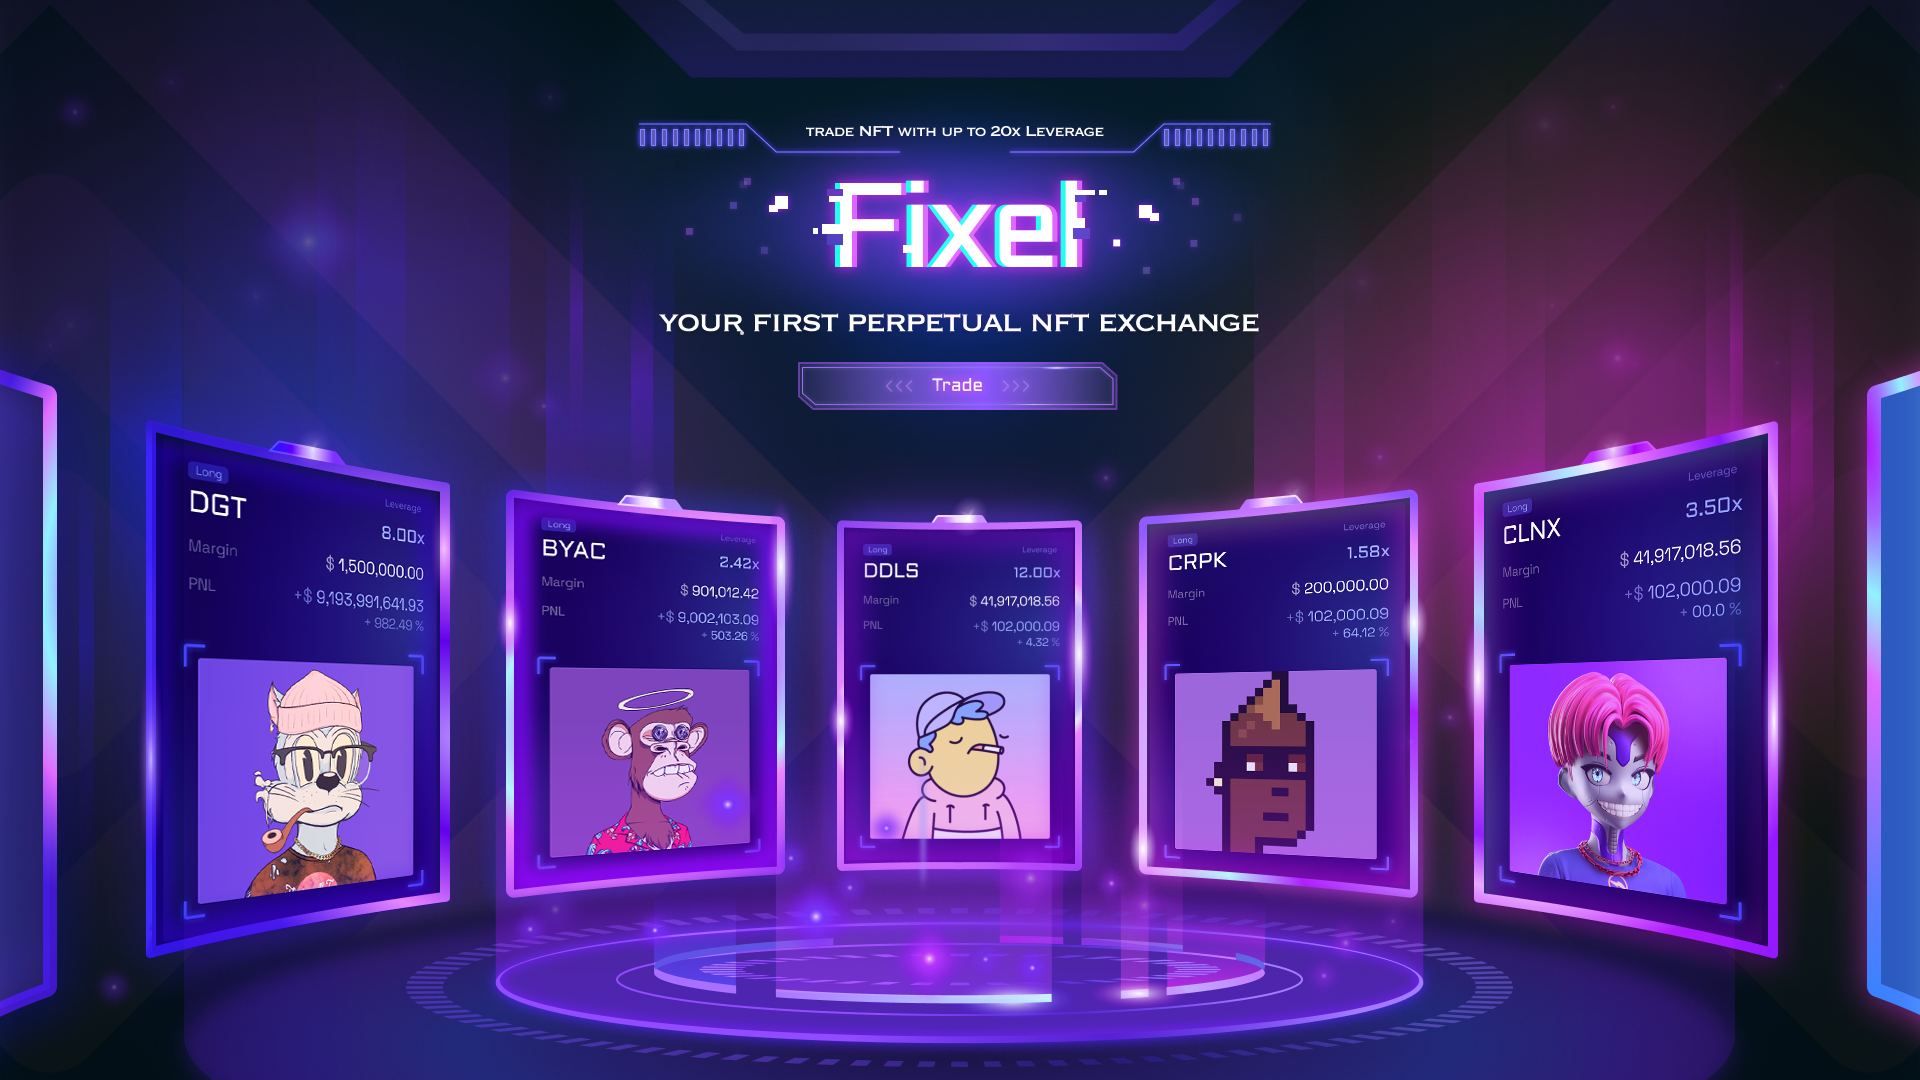 TRADE NFT WITH UP TO 20X LEVERAGE
Fixel
YOUR FIRST PERPETUAL NFT EXCHANGE
<<< Trade >>>
Long
DGT
Leverage
8.00x
Margin
$ 1,500,000.00
PNL
+$ 9,193,991,641.93
+ 982.49 %
Long
BYAC
Leverage
2.42x
Margin
$ 901,012.42
PNL
+$ 9,002,103.09
+ 503.26 %
Long
DDLS
Leverage
12.00x
Margin
$ 41,917,018.56
PNL
+$ 102,000.09
+ 4.32 %
Long
CRPK
Leverage
1.58x
Margin
$ 200,000.00
PNL
+$ 102,000.09
+ 64.12 %
Long
CLNX
Leverage
3.50x
Margin
$ 41,917,018.56
PNL
+$ 102,000.09
+ 00.0 %